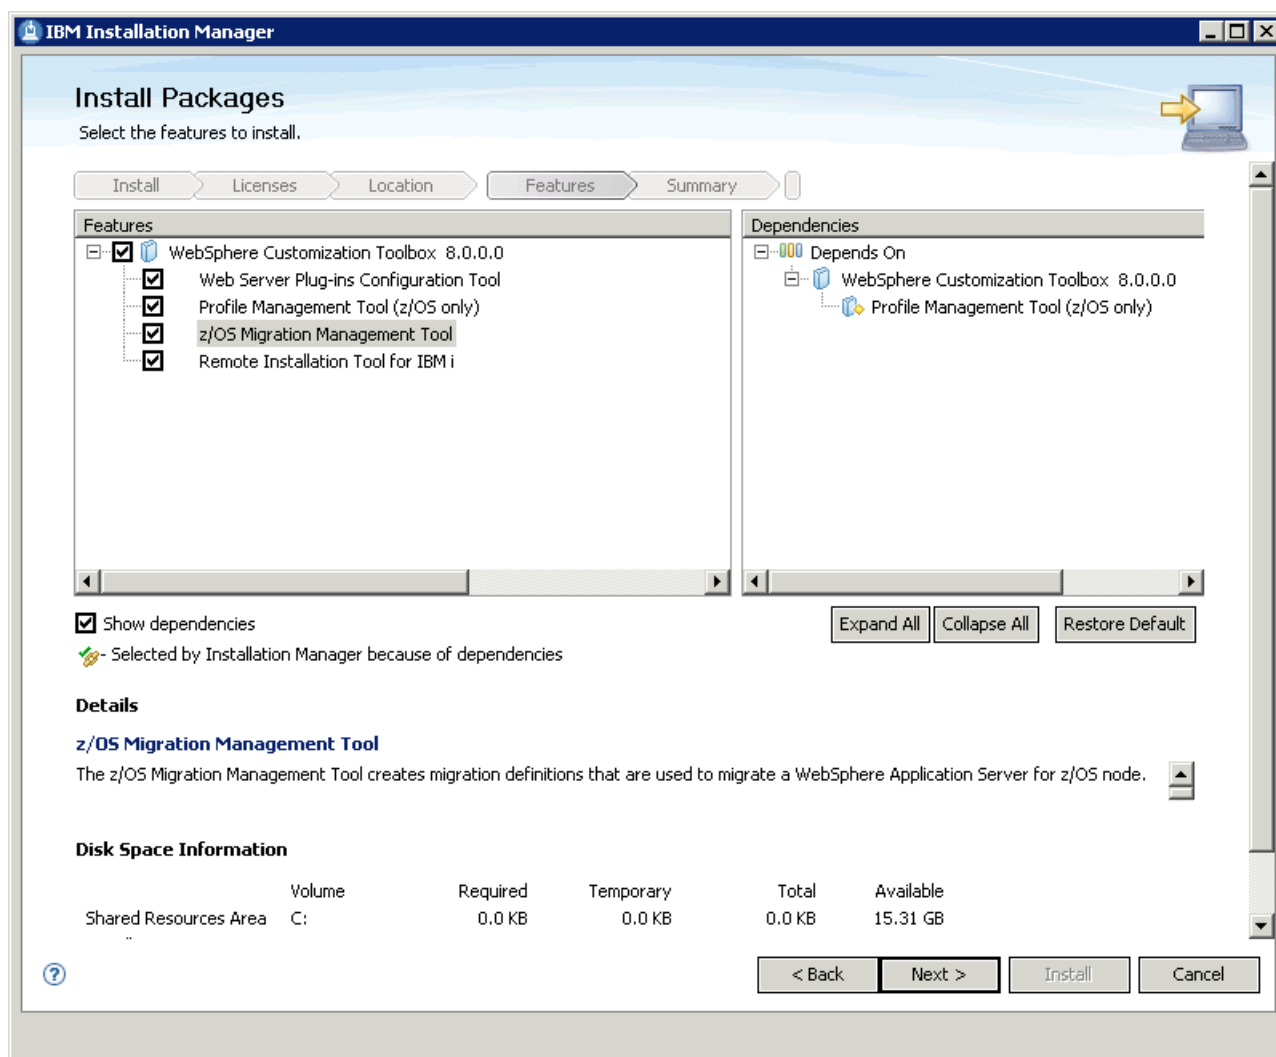 IBM Installation Manager
Install Packages
Select the features to install.
Install Licenses Location Features Summary
Features
WebSphere Customization Toolbox 8.0.0.0
Web Server Plug-ins Configuration Tool
Profile Management Tool (z/OS only)
z/OS Migration Management Tool
Remote Installation Tool for IBM i
Dependencies
Depends On
WebSphere Customization Toolbox 8.0.0.0
Profile Management Tool (z/OS only)
Show dependencies
Expand All Collapse All Restore Default
- Selected by Installation Manager because of dependencies
Details
z/OS Migration Management Tool
The z/OS Migration Management Tool creates migration definitions that are used to migrate a WebSphere Application Server for z/OS node.
Disk Space Information
Volume Required Temporary Total Available
Shared Resources Area C: 0.0 KB 0.0 KB 0.0 KB 15.31 GB
? < Back Next > Install Cancel